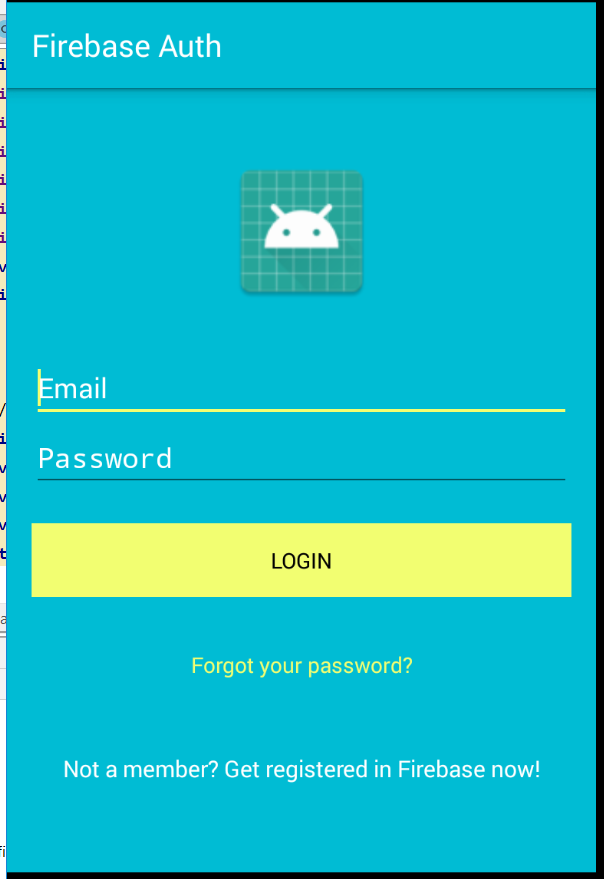 Firebase Auth
Email
Password
LOGIN
Forgot your password?
Not a member? Get registered in Firebase now!